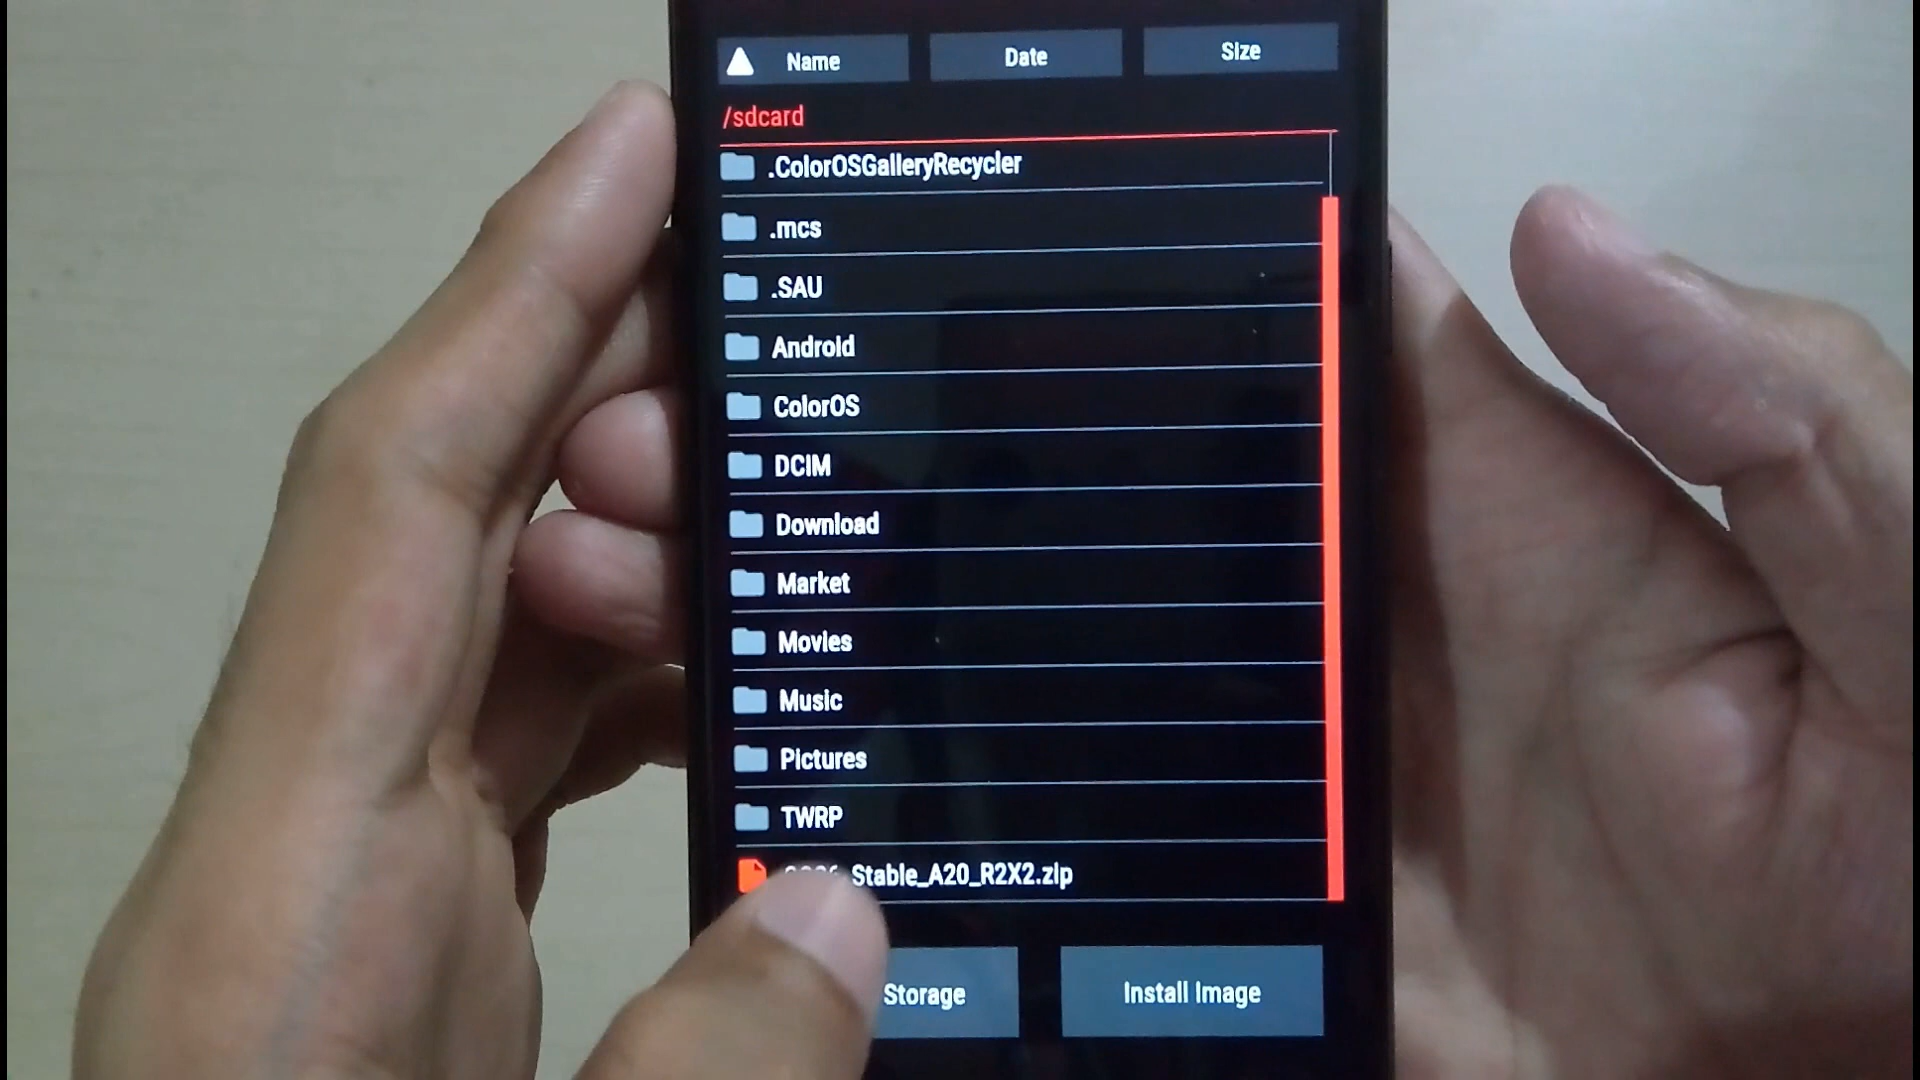 Name
Date
Size
/sdcard
.ColorOSGalleryRecycler
.mcs
.SAU
Android
ColorOS
DCIM
Download
Market
Movies
Music
Pictures
TWRP
Stable_A20_R2X2.zip
Storage
Install Image